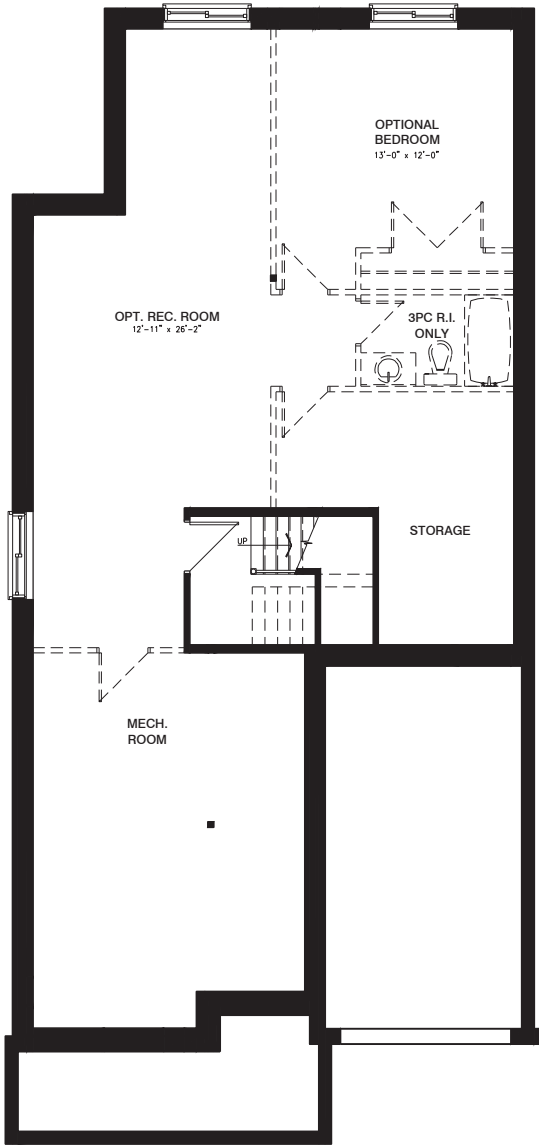 OPTIONAL
BEDROOM
13'-0" x 12'-0"
OPT. REC. ROOM
12'-11" x 26'-2"
3PC R.I.
ONLY
STORAGE
UP
MECH.
ROOM